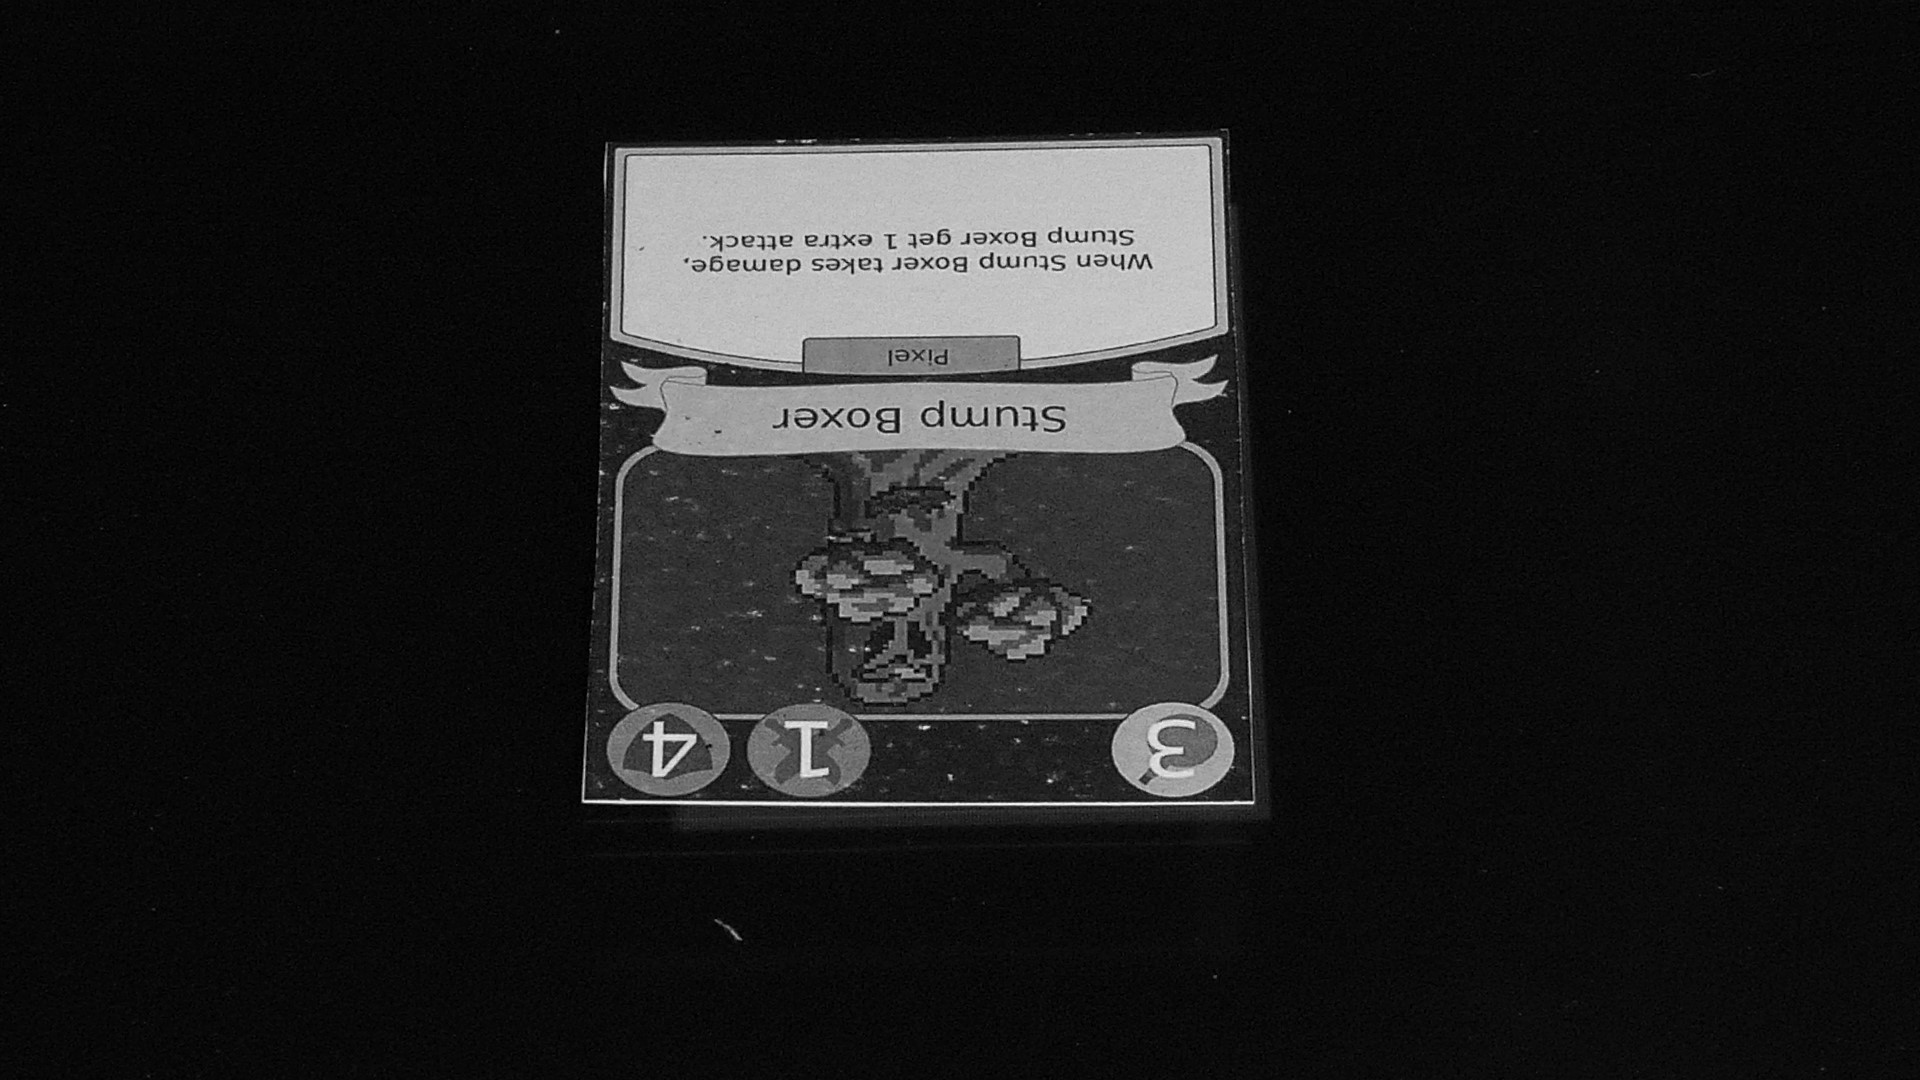 3 1 4
Stump Boxer
Pixel
When Stump Boxer takes damage,
Stump Boxer get 1 extra attack.